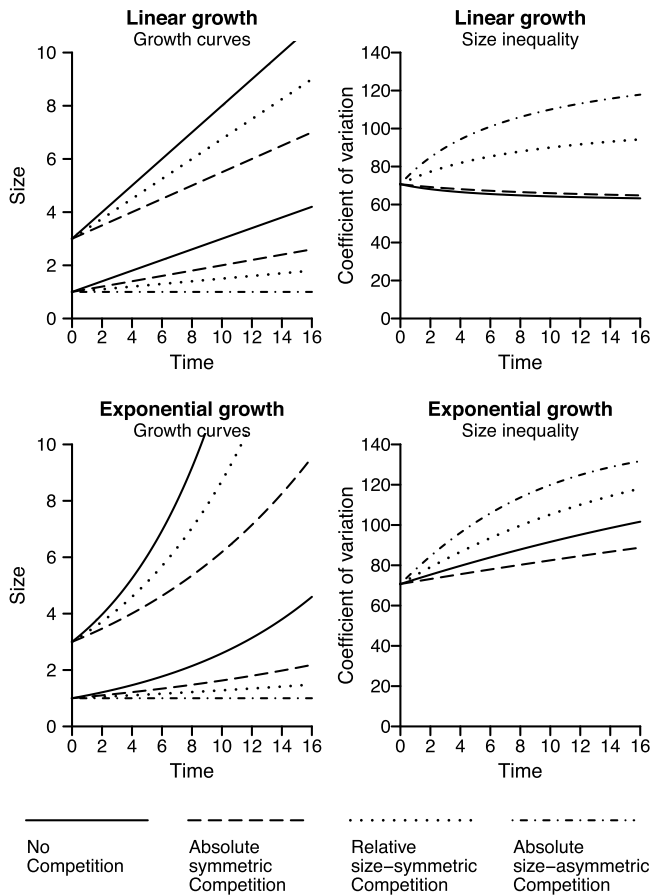 Linear growth
Growth curves
10
8
6
4
2
0
Size
0 2 4 6 8 10 12 14 16
Time
Linear growth
Size inequality
140
120
100
80
60
40
20
0
Coefficient of variation
0 2 4 6 8 10 12 14 16
Time
Exponential growth
Growth curves
10
8
6
4
2
0
Size
0 2 4 6 8 10 12 14 16
Time
Exponential growth
Size inequality
140
120
100
80
60
40
20
0
Coefficient of variation
0 2 4 6 8 10 12 14 16
Time
No
Competition
Absolute
symmetric
Competition
Relative
size−symmetric
Competition
Absolute
size−asymmetric
Competition